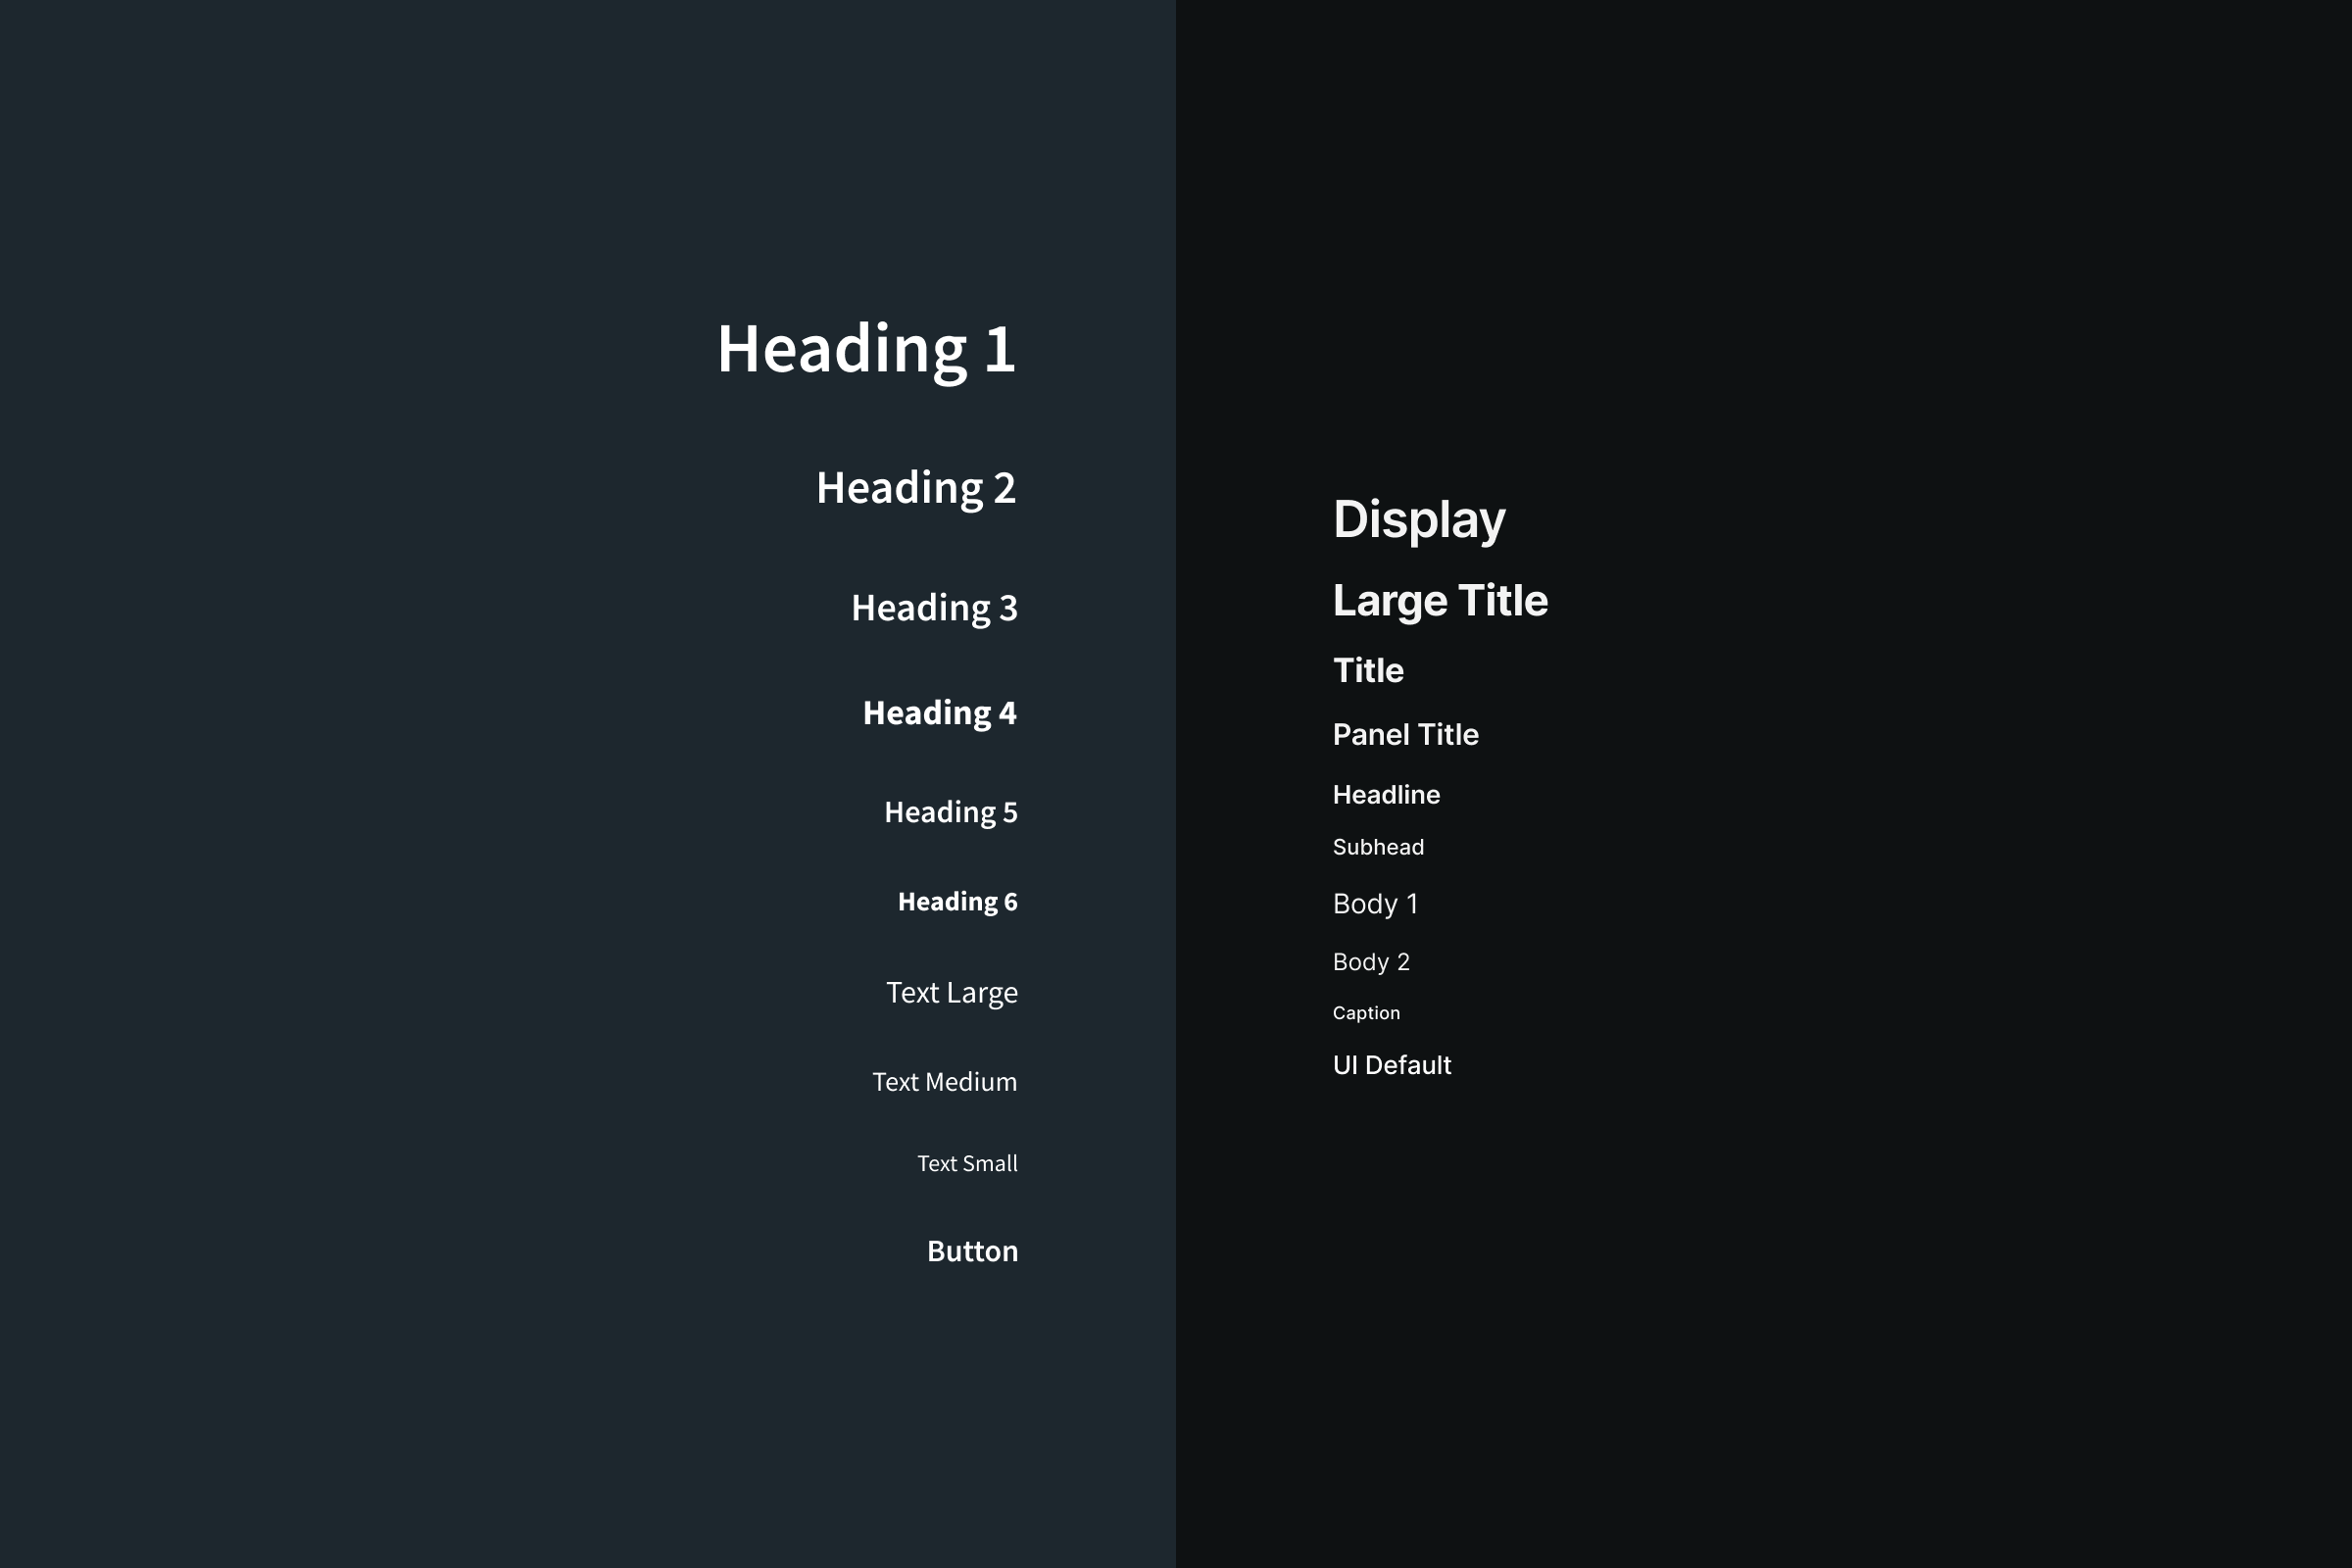 Heading 1
Heading 2
Heading 3
Heading 4
Heading 5
Heading 6
Text Large
Text Medium
Text Small
Button
Display
Large Title
Title
Panel Title
Headline
Subhead
Body 1
Body 2
Caption
UI Default